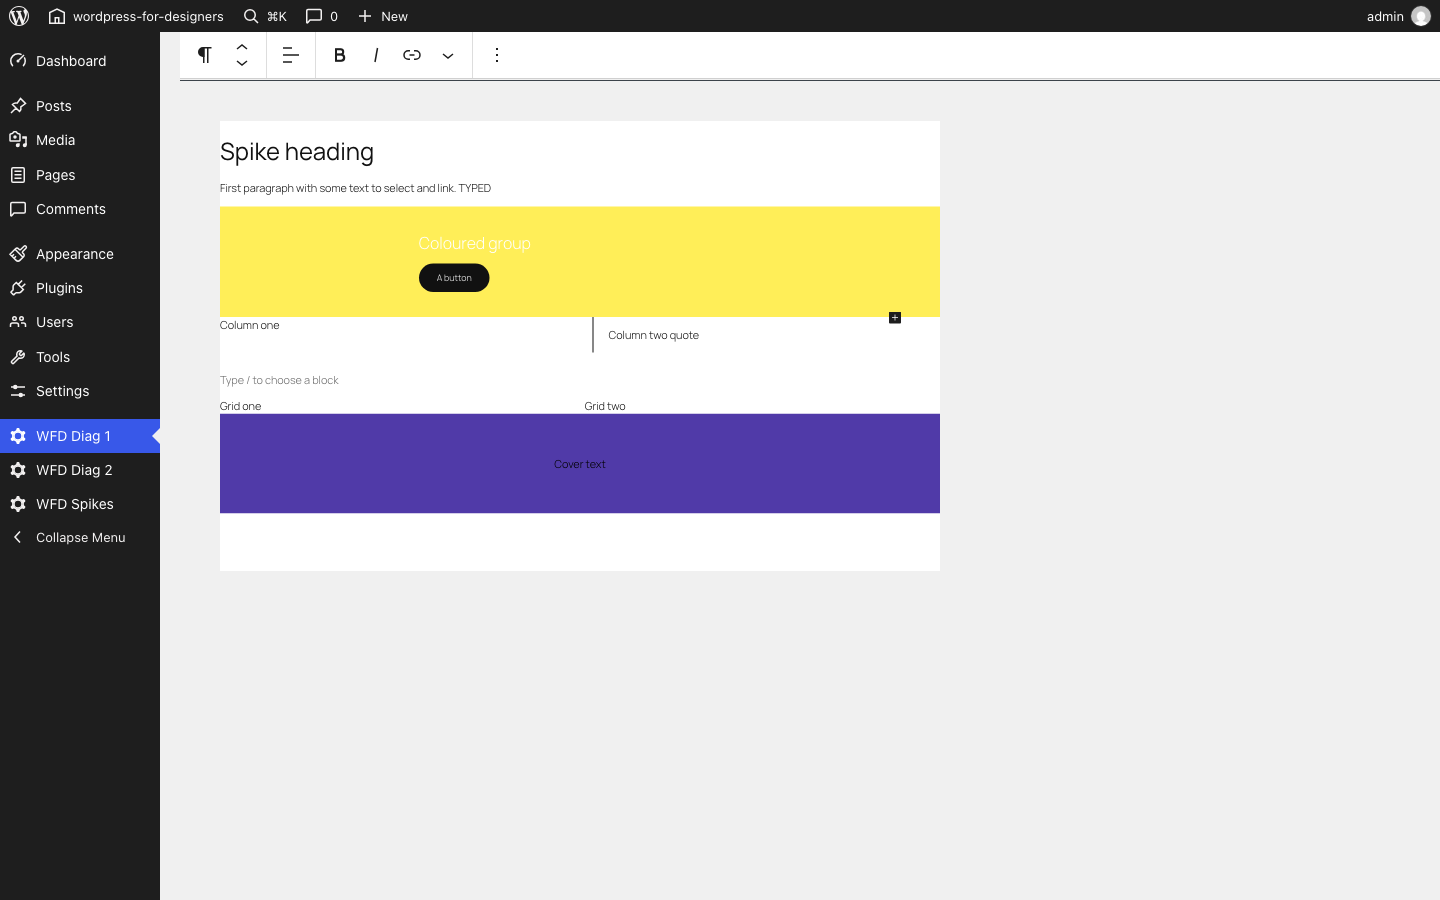 wordpress-for-designers
⌘K
0
New
admin
Dashboard
Posts
Media
Pages
Comments
Appearance
Plugins
Users
Tools
Settings
WFD Diag 1
WFD Diag 2
WFD Spikes
Collapse Menu
B I
Spike heading
First paragraph with some text to select and link. TYPED
Coloured group
A button
Column one
Column two quote
Type / to choose a block
Grid one
Grid two
Cover text